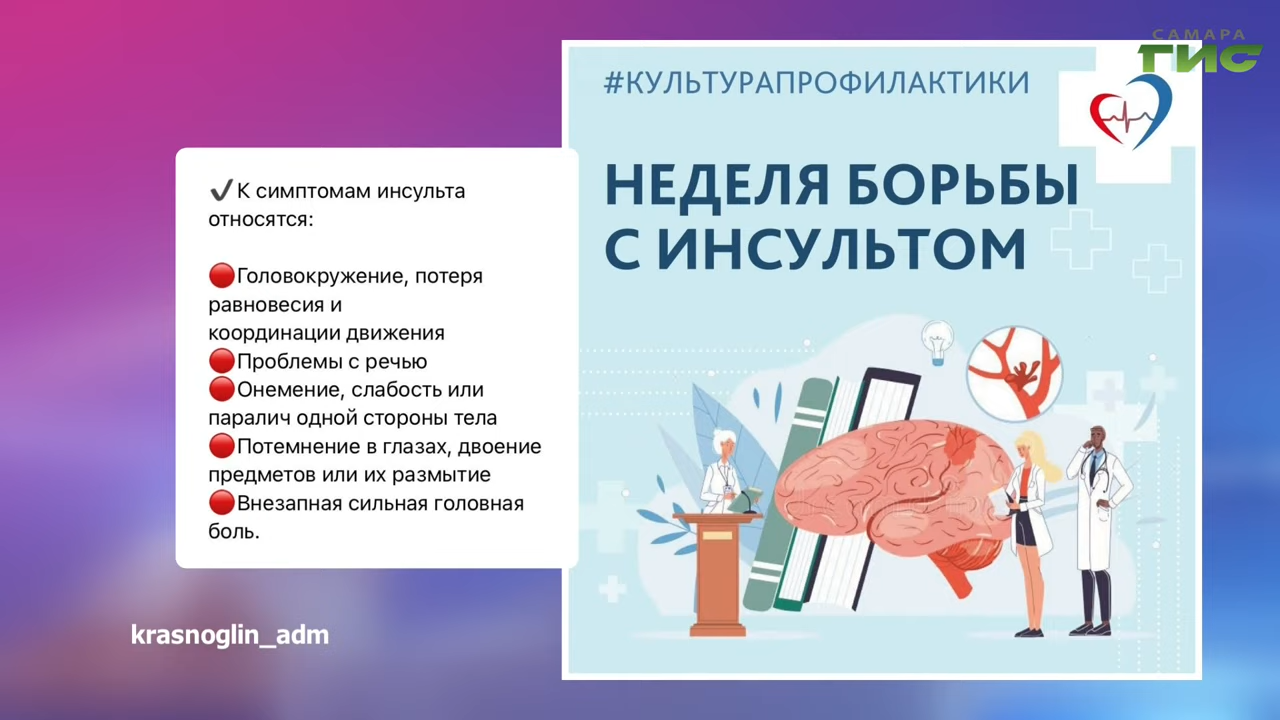 САМАРА
ГИС
#КУЛЬТУРАПРОФИЛАКТИКИ
НЕДЕЛЯ БОРЬБЫ
С ИНСУЛЬТОМ
✔К симптомам инсульта
относятся:
🔴Головокружение, потеря
равновесия и
координации движения
🔴Проблемы с речью
🔴Онемение, слабость или
паралич одной стороны тела
🔴Потемнение в глазах, двоение
предметов или их размытие
🔴Внезапная сильная головная
боль.
krasnoglin_adm